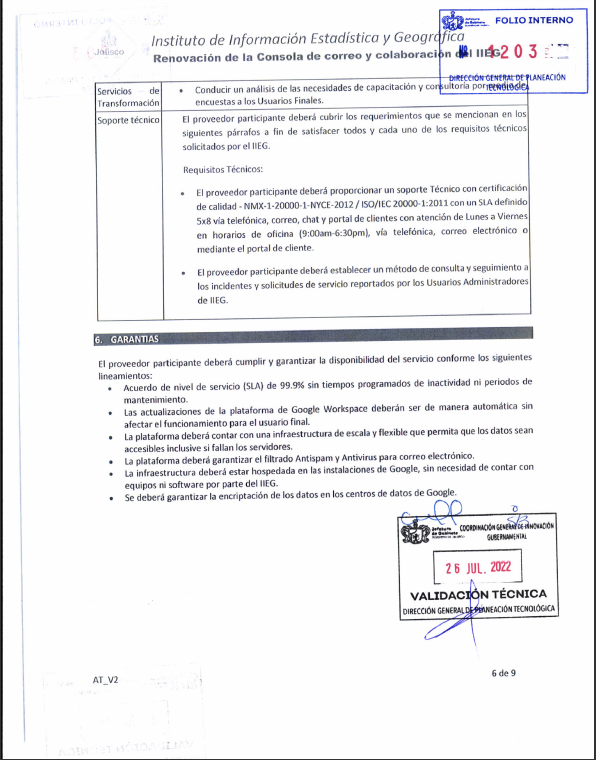 Jefatura
de Gabinete
FOLIO INTERNO
Jalisco
Instituto de Información Estadística y Geográfica
Renovación de la Consola de correo y colaboración del IIEG
1203
DIRECCIÓN GENERAL DE PLANEACIÓN
TECNOLÓGICA
Servicios de
Transformación
• Conducir un análisis de las necesidades de capacitación y consultoría por medio de
encuestas a los Usuarios Finales.
Soporte técnico
El proveedor participante deberá cubrir los requerimientos que se mencionan en los
siguientes párrafos a fin de satisfacer todos y cada uno de los requisitos técnicos
solicitados por el IIEG.
Requisitos Técnicos:
• El proveedor participante deberá proporcionar un soporte Técnico con certificación
de calidad - NMX-1-20000-1-NYCE-2012 / ISO/IEC 20000-1:2011 con un SLA definido
5x8 vía telefónica, correo, chat y portal de clientes con atención de Lunes a Viernes
en horarios de oficina (9:00am-6:30pm), vía telefónica, correo electrónico o
mediante el portal de cliente.
• El proveedor participante deberá establecer un método de consulta y seguimiento a
los incidentes y solicitudes de servicio reportados por los Usuarios Administradores
de IIEG.
6. GARANTIAS
El proveedor participante deberá cumplir y garantizar la disponibilidad del servicio conforme los siguientes
lineamientos:
• Acuerdo de nivel de servicio (SLA) de 99.9% sin tiempos programados de inactividad ni periodos de
mantenimiento.
• Las actualizaciones de la plataforma de Google Workspace deberán ser de manera automática sin
afectar el funcionamiento para el usuario final.
• La plataforma deberá contar con una infraestructura de escala y flexible que permita que los datos sean
accesibles inclusive si fallan los servidores.
• La plataforma deberá garantizar el filtrado Antispam y Antivirus para correo electrónico.
• La infraestructura deberá estar hospedada en las instalaciones de Google, sin necesidad de contar con
equipos ni software por parte del IIEG.
• Se deberá garantizar la encriptación de los datos en los centros de datos de Google.
Jefatura
de Gabinete
COORDINACIÓN GENERAL DE INNOVACIÓN
GUBERNAMENTAL
26 JUL. 2022
VALIDACIÓN TÉCNICA
DIRECCIÓN GENERAL DE PLANEACIÓN TECNOLÓGICA
AT_V2
6 de 9